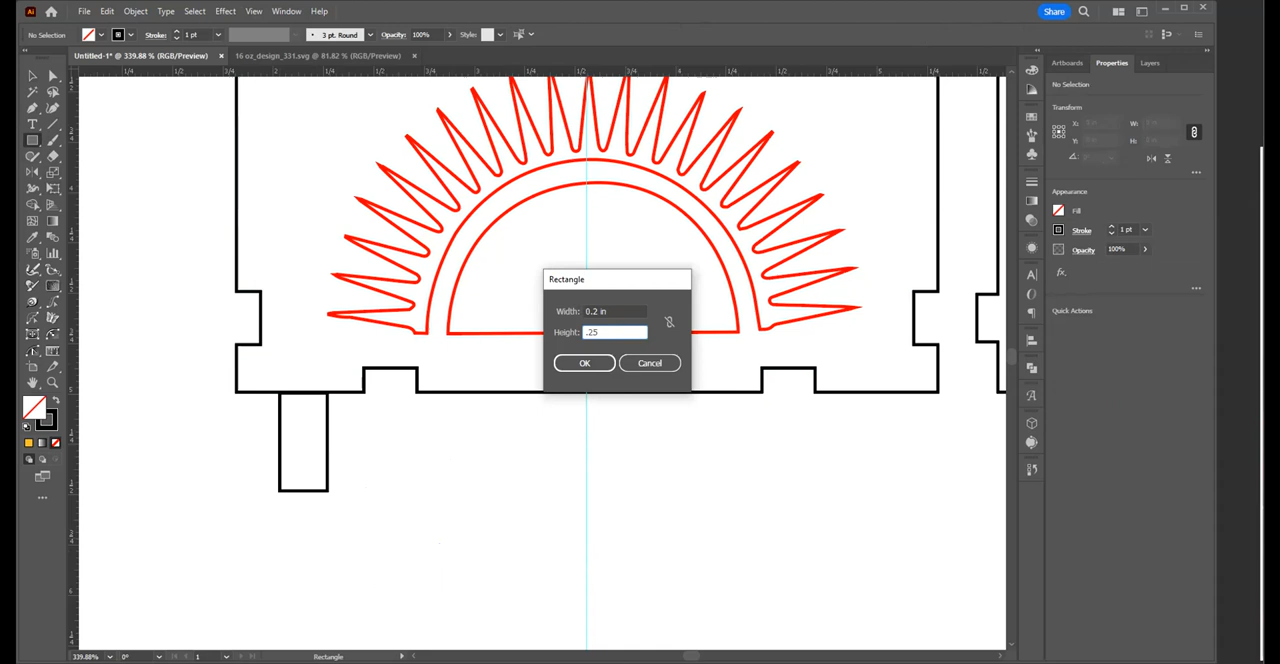 Ai File Edit Object Type Select Effect View Window Help Share
No Selection Stroke: 1 pt 3 pt. Round Opacity: 100% Style:
Untitled-1* @ 339.88 % (RGB/Preview) × 16 oz_design_331.svg @ 81.82 % (RGB/Preview) ×
Artboards Properties Layers
No Selection
Transform
X: W:
Y: H:
Appearance
Fill
Stroke 1 pt
Opacity 100%
fx.
Quick Actions
Rectangle
Width: 0.2 in
Height: .25
OK Cancel
339.88% 0° 1 Rectangle